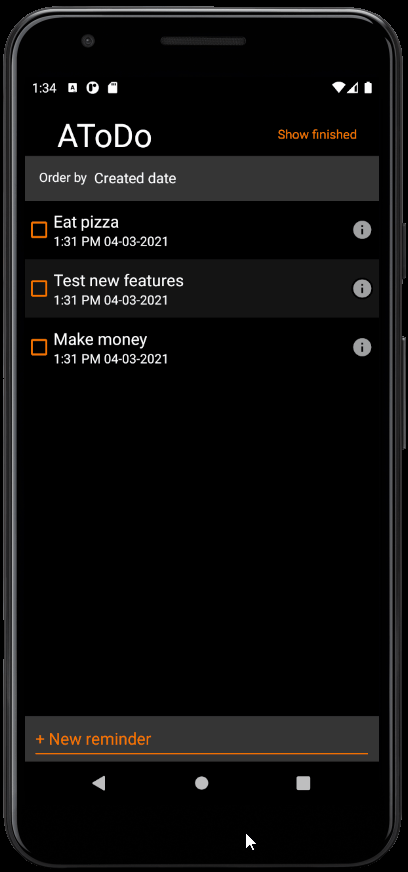 1:34
AToDo
Show finished
Order by Created date
Eat pizza
1:31 PM 04-03-2021
Test new features
1:31 PM 04-03-2021
Make money
1:31 PM 04-03-2021
+ New reminder